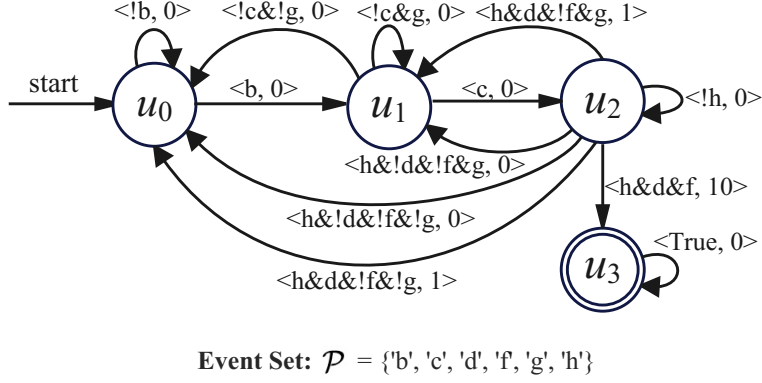 <!b, 0>
<!c&!g, 0>
<!c&g, 0>
<h&d&!f&g, 1>
start
u0
<b, 0>
u1
<c, 0>
u2
<!h, 0>
<h&!d&!f&g, 0>
<h&d&f, 10>
<h&!d&!f&!g, 0>
<True, 0>
u3
<h&d&!f&!g, 1>
Event Set: 𝒫 = {'b', 'c', 'd', 'f', 'g', 'h'}